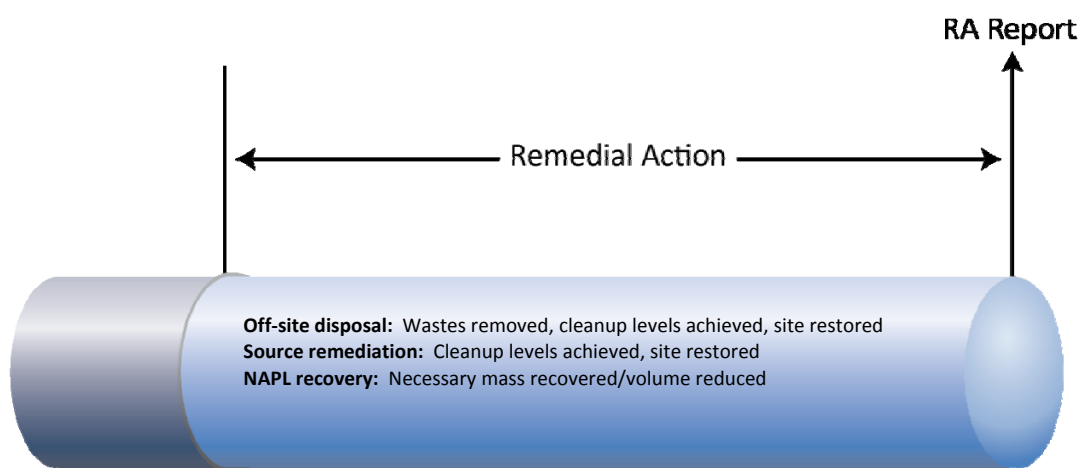 RA Report
Remedial Action
Off-site disposal: Wastes removed, cleanup levels achieved, site restored
Source remediation: Cleanup levels achieved, site restored
NAPL recovery: Necessary mass recovered/volume reduced